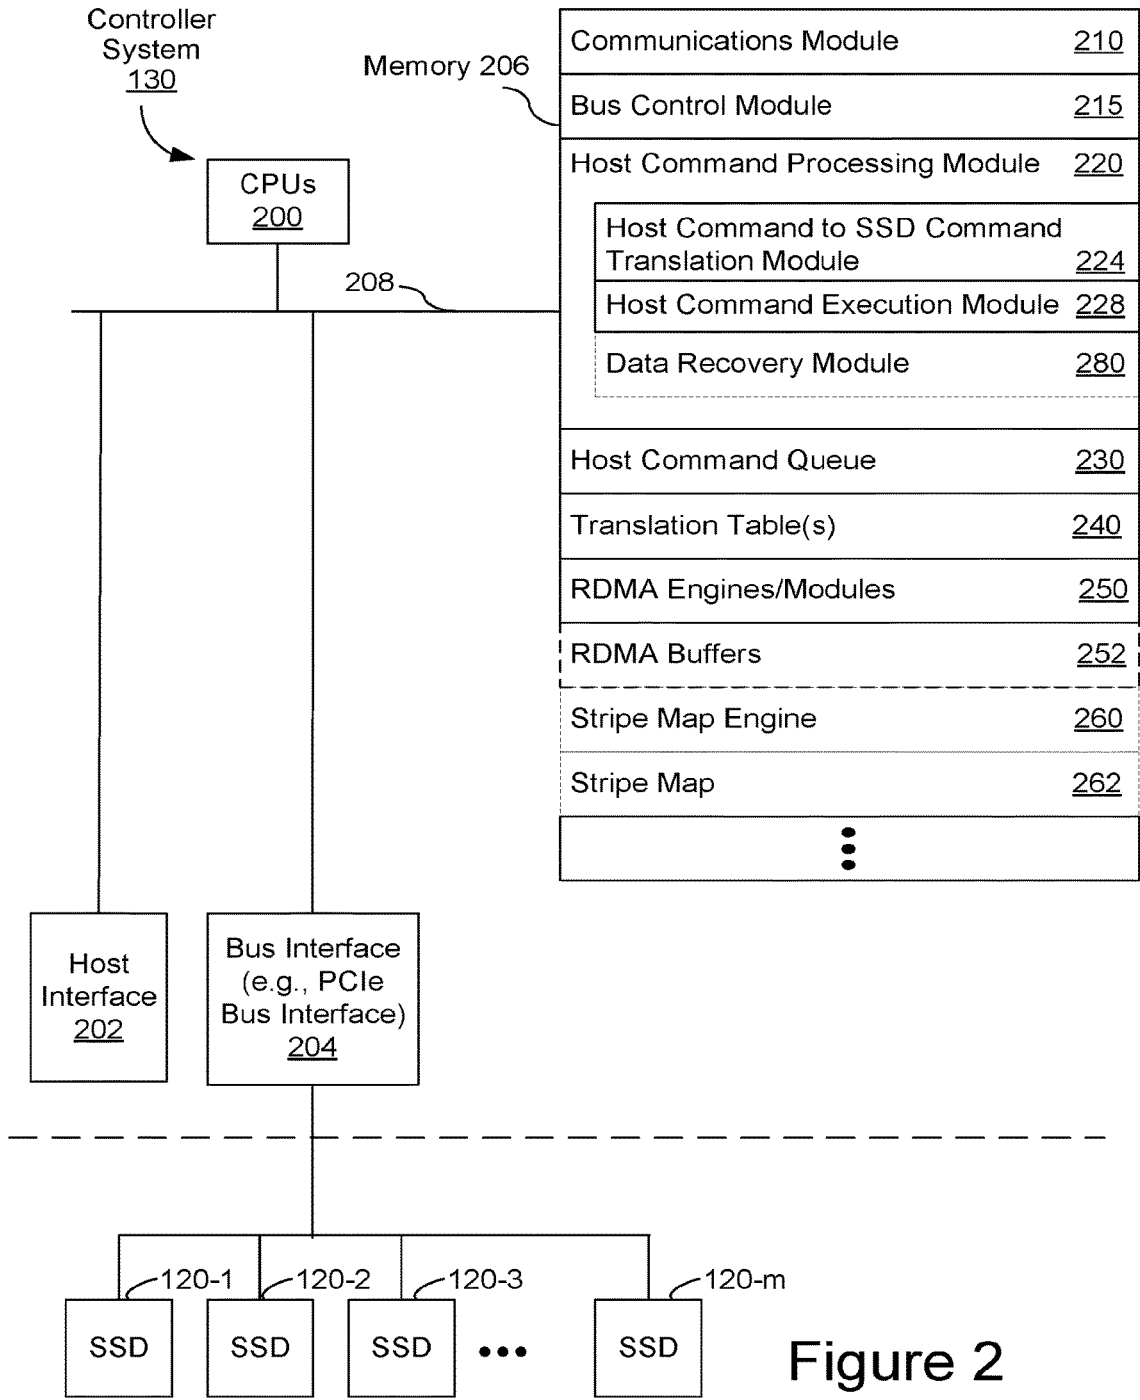 Controller
System
130
Memory 206
CPUs
200
208
Communications Module 210
Bus Control Module 215
Host Command Processing Module 220
Host Command to SSD Command
Translation Module 224
Host Command Execution Module 228
Data Recovery Module 280
Host Command Queue 230
Translation Table(s) 240
RDMA Engines/Modules 250
RDMA Buffers 252
Stripe Map Engine 260
Stripe Map 262
Host
Interface
202
Bus Interface
(e.g., PCIe
Bus Interface)
204
120-1 120-2 120-3 120-m
SSD SSD SSD SSD
Figure 2